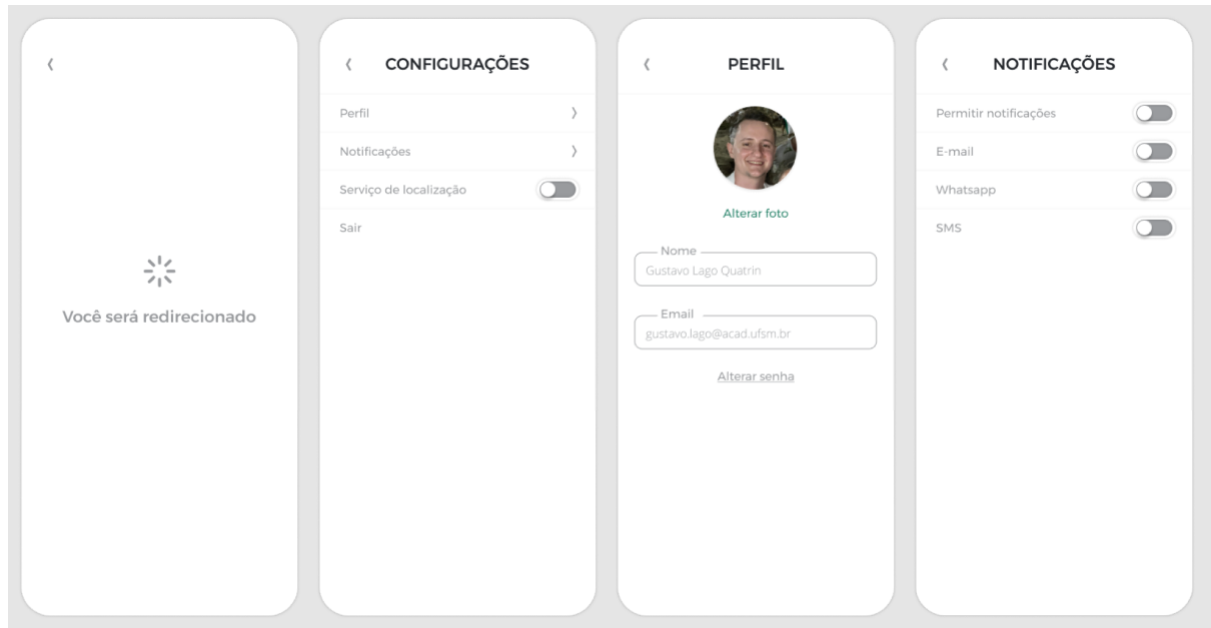 Você será redirecionado
CONFIGURAÇÕES
Perfil
Notificações
Serviço de localização
Sair
PERFIL
Alterar foto
Nome
Gustavo Lago Quatrin
Email
gustavo.lago@acad.ufsm.br
Alterar senha
NOTIFICAÇÕES
Permitir notificações
E-mail
Whatsapp
SMS